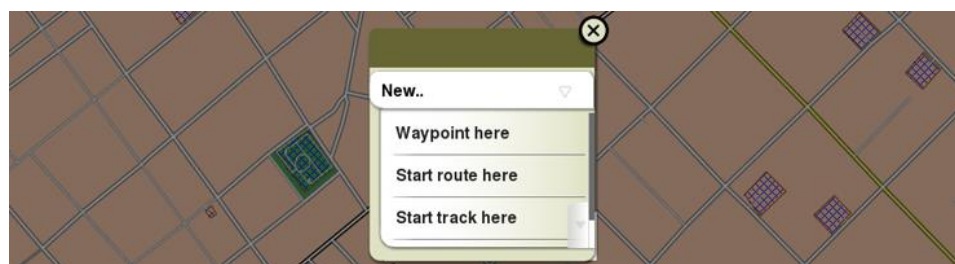 New..
Waypoint here
Start route here
Start track here